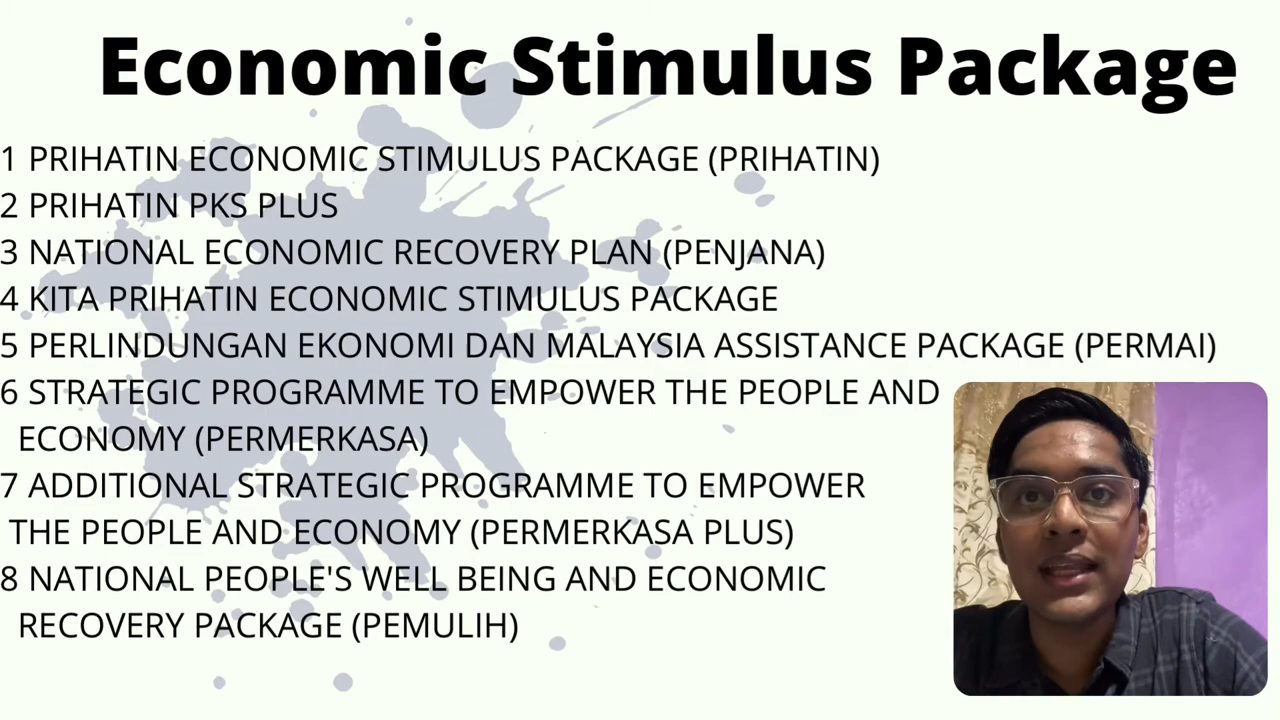 Economic Stimulus Package
1 PRIHATIN ECONOMIC STIMULUS PACKAGE (PRIHATIN)
2 PRIHATIN PKS PLUS
3 NATIONAL ECONOMIC RECOVERY PLAN (PENJANA)
4 KITA PRIHATIN ECONOMIC STIMULUS PACKAGE
5 PERLINDUNGAN EKONOMI DAN MALAYSIA ASSISTANCE PACKAGE (PERMAI)
6 STRATEGIC PROGRAMME TO EMPOWER THE PEOPLE AND
ECONOMY (PERMERKASA)
7 ADDITIONAL STRATEGIC PROGRAMME TO EMPOWER
THE PEOPLE AND ECONOMY (PERMERKASA PLUS)
8 NATIONAL PEOPLE'S WELL BEING AND ECONOMIC
RECOVERY PACKAGE (PEMULIH)